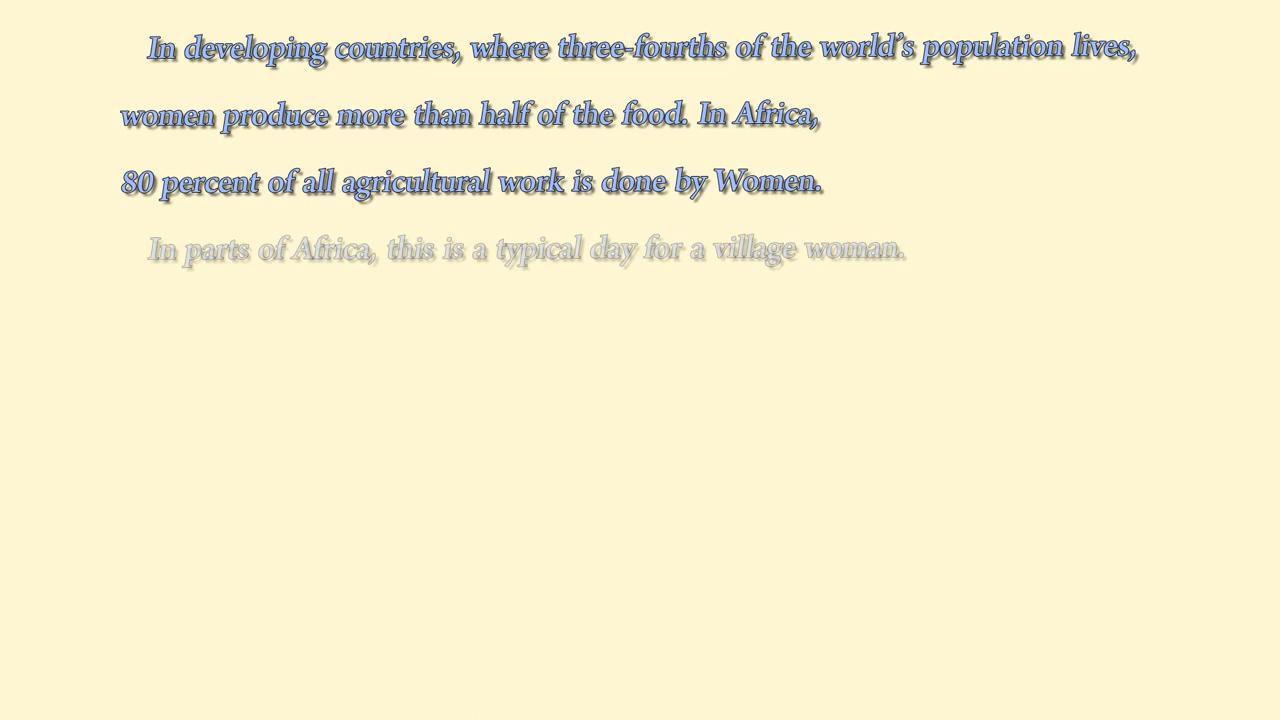 In developing countries, where three-fourths of the world’s population lives,
women produce more than half of the food. In Africa,
80 percent of all agricultural work is done by Women.
In parts of Africa, this is a typical day for a village woman.